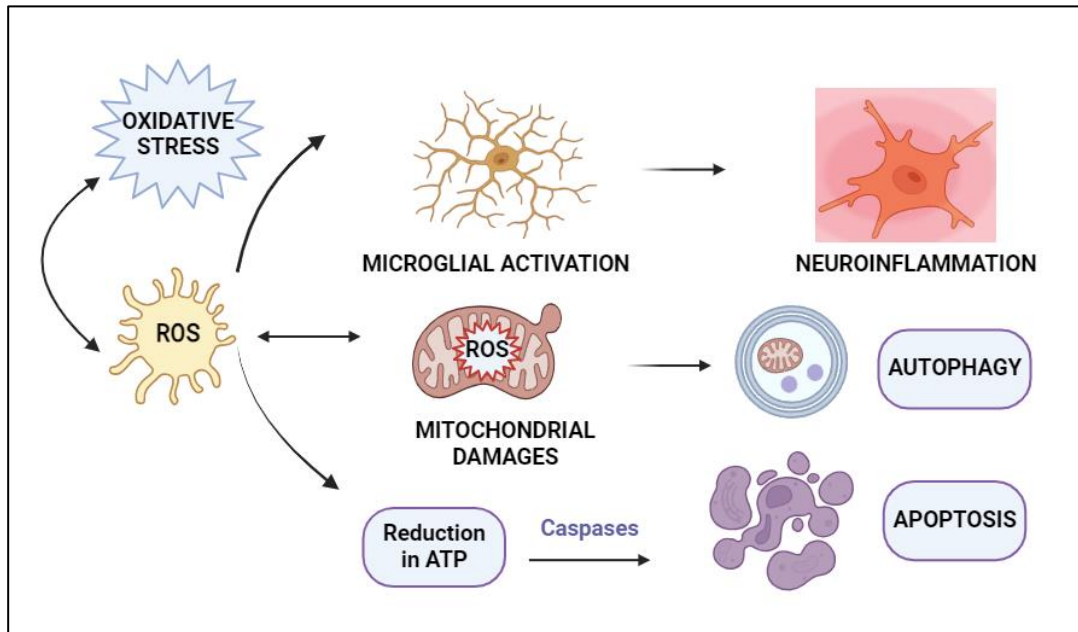 OXIDATIVE
STRESS
MICROGLIAL ACTIVATION
NEUROINFLAMMATION
ROS
ROS
MITOCHONDRIAL
DAMAGES
AUTOPHAGY
Reduction
in ATP
Caspases
APOPTOSIS